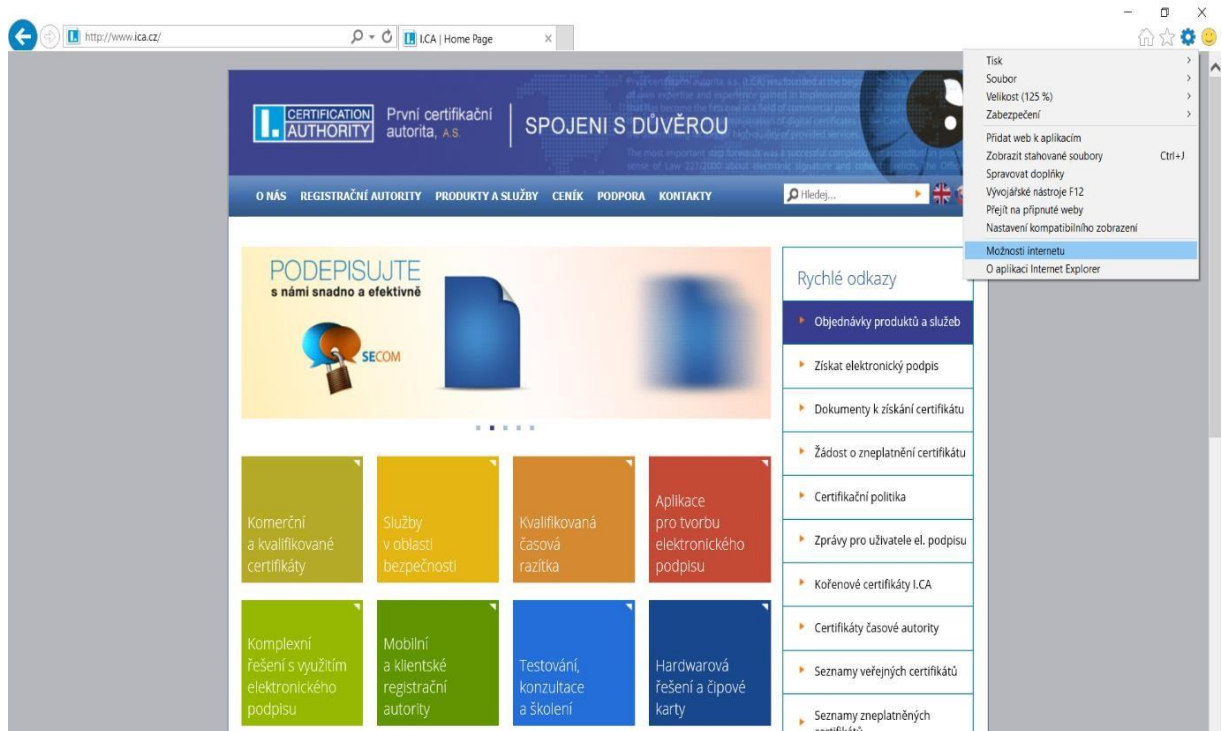 http://www.ica.cz/
I.CA | Home Page
Tisk
Soubor
Velikost (125 %)
Zabezpečení
Přidat web k aplikacím
Zobrazit stahované soubory Ctrl+J
Spravovat doplňky
Vývojářské nástroje F12
Přejít na připnuté weby
Nastavení kompatibilního zobrazení
Možnosti internetu
O aplikaci Internet Explorer
CERTIFICATION
AUTHORITY
První certifikační
autorita, A.S.
SPOJENI S DŮVĚROU
O NÁS REGISTRAČNÍ AUTORITY PRODUKTY A SLUŽBY CENÍK PODPORA KONTAKTY
Hledej...
PODEPISUJTE
s námi snadno a efektivně
SECOM
Komerční
a kvalifikované
certifikáty
Služby
v oblasti
bezpečnosti
Kvalifikovaná
časová
razítka
Aplikace
pro tvorbu
elektronického
podpisu
Komplexní
řešení s využitím
elektronického
podpisu
Mobilní
a klientské
registrační
autority
Testování,
konzultace
a školení
Hardwarová
řešení a čipové
karty
Rychlé odkazy
Objednávky produktů a služeb
Získat elektronický podpis
Dokumenty k získání certifikátu
Žádost o zneplatnění certifikátu
Certifikační politika
Zprávy pro uživatele el. podpisu
Kořenové certifikáty I.CA
Certifikáty časové autority
Seznamy veřejných certifikátů
Seznamy zneplatněných
certifikátů